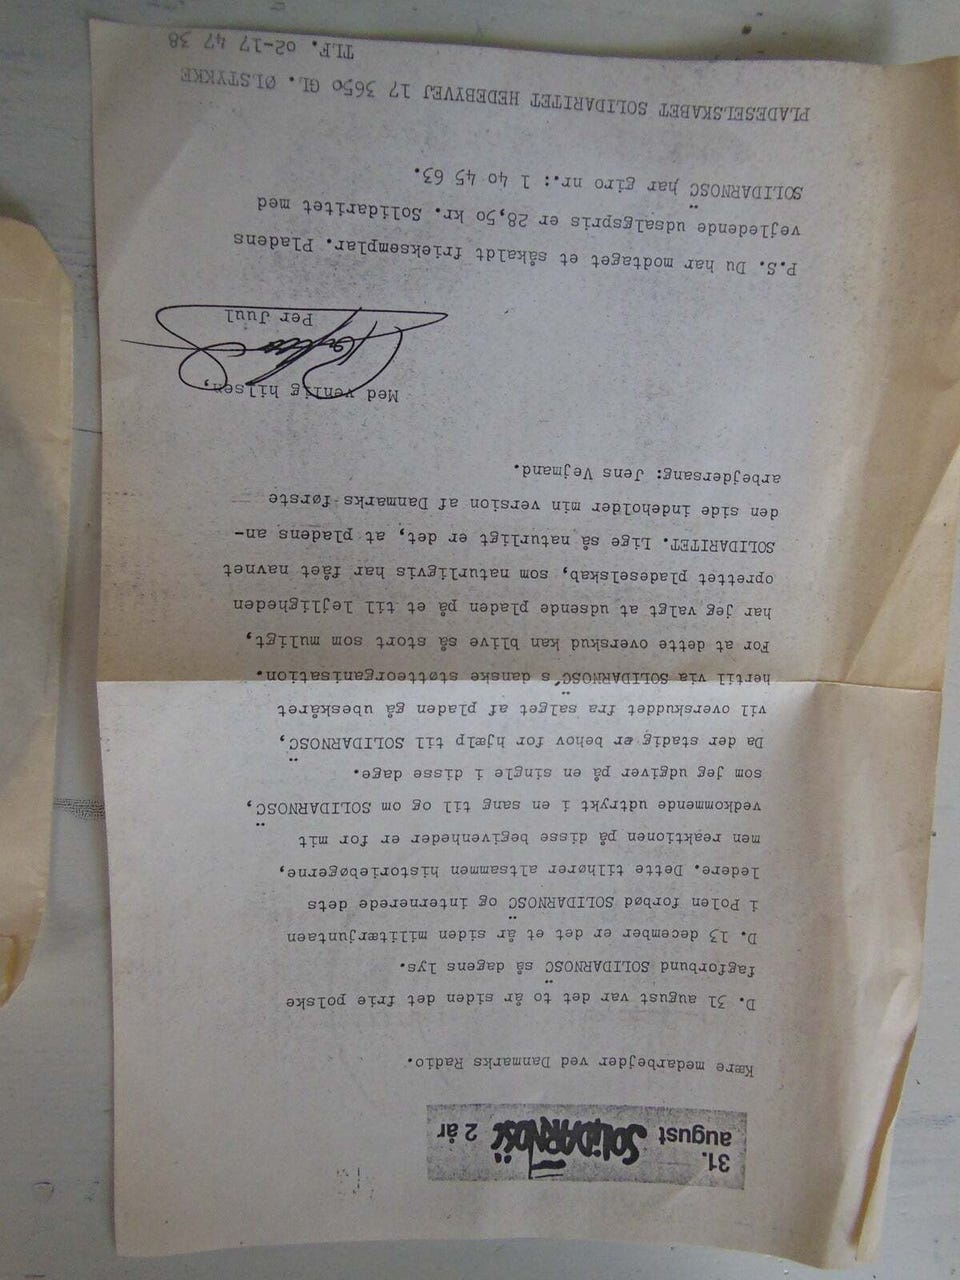 31.
august SOLiDARNOSC 2 år
Kære medarbejder ved Danmarks Radio.
D. 31 august var det to år siden det frie polske
fagforbund SOLIDARNOSC̈ så dagens lys.
D. 13 december er det et år siden militærjuntaen
i Polen forbød SOLIDARNOSC̈ og internerede dets
ledere. Dette tilhører altsammen historiebøgerne,
men reaktionen på disse begivenheder er for mit
vedkommende udtrykt i en sang til og om SOLIDARNOSC̈,
som jeg udgiver på en single i disse dage.
Da der stadig er behov for hjælp til SOLIDARNOSC̈,
vil overskuddet fra salget af pladen gå ubeskåret
hertil via SOLIDARNOSC̈´s danske støtteorganisation.
For at dette overskud kan blive så stort som muligt,
har jeg valgt at udsende pladen på et til lejligheden
oprettet pladeselskab, som naturligvis har fået navnet
SOLIDARITET. Lige så naturligt er det, at pladens an-
den side indeholder min version af Danmarks første
arbejdersang: Jens Vejmand.
Med venlig hilsen,
Per Juul
P.S. Du har modtaget et såkaldt frieksemplar. Pladens
vejledende udsalgspris er 28,50 kr. Solidaritet med
SOLIDARNOSC̈ har giro nr.: 1 40 45 63.
PLADESELSKABET SOLIDARITET HEDEBYVEJ 17 3650 GL. ØLSTYKKE
TLF. 02-17 47 38